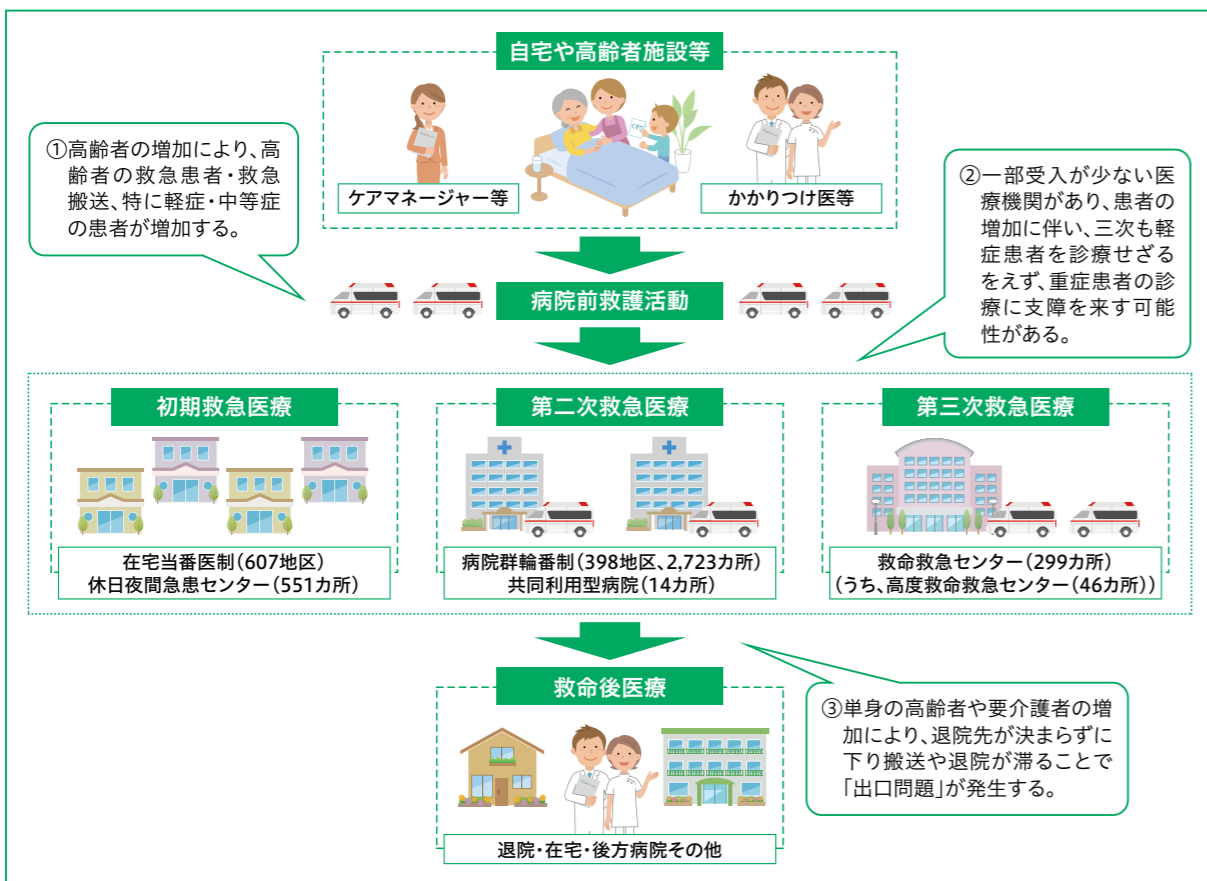 自宅や高齢者施設等
ケアマネージャー等
かかりつけ医等
①高齢者の増加により、高
齢者の救急患者・救急
搬送、特に軽症・中等症
の患者が増加する。
②一部受入が少ない医
療機関があり、患者の
増加に伴い、三次も軽
症患者を診療せざる
をえず、重症患者の診
療に支障を来す可能
性がある。
病院前救護活動
初期救急医療
在宅当番医制(607地区)
休日夜間急患センター(551カ所)
第二次救急医療
病院群輪番制(398地区、2,723カ所)
共同利用型病院(14カ所)
第三次救急医療
救命救急センター(299カ所)
(うち、高度救命救急センター(46カ所))
救命後医療
退院・在宅・後方病院その他
③単身の高齢者や要介護者の増
加により、退院先が決まらずに
下り搬送や退院が滞ることで
「出口問題」が発生する。